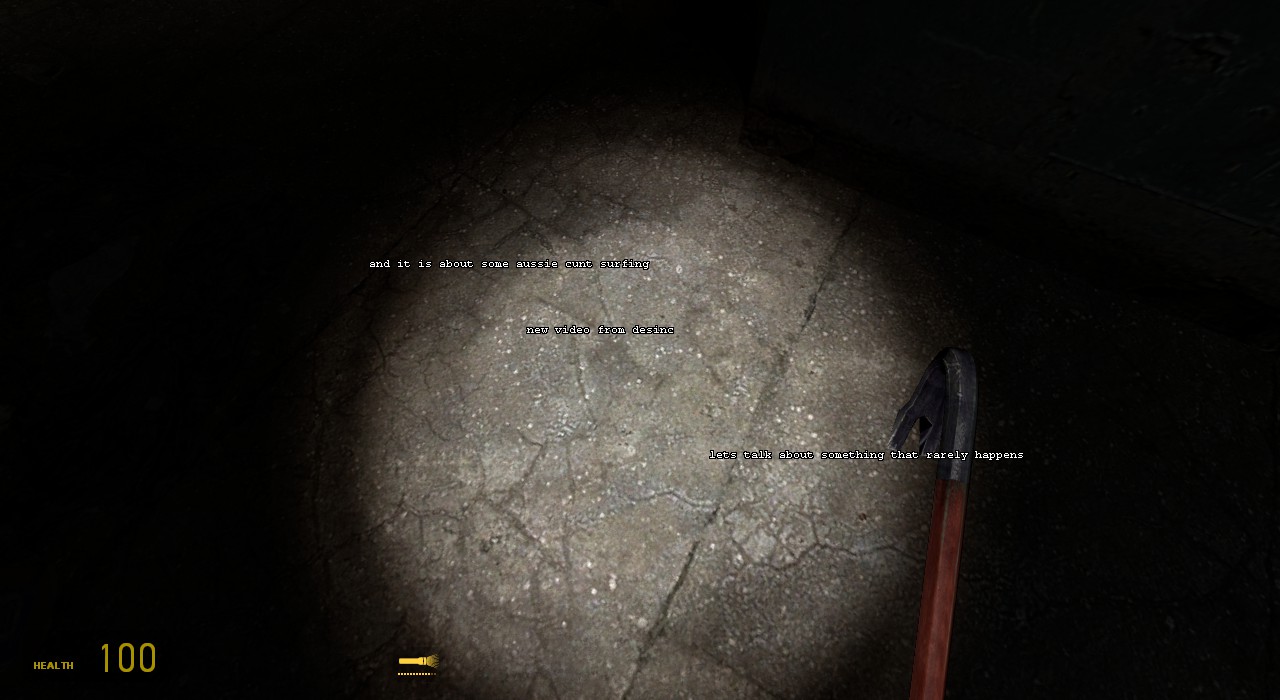 and it is about some aussie cunt surfing
new video from desinc
lets talk about something that rarely happens
HEALTH 100